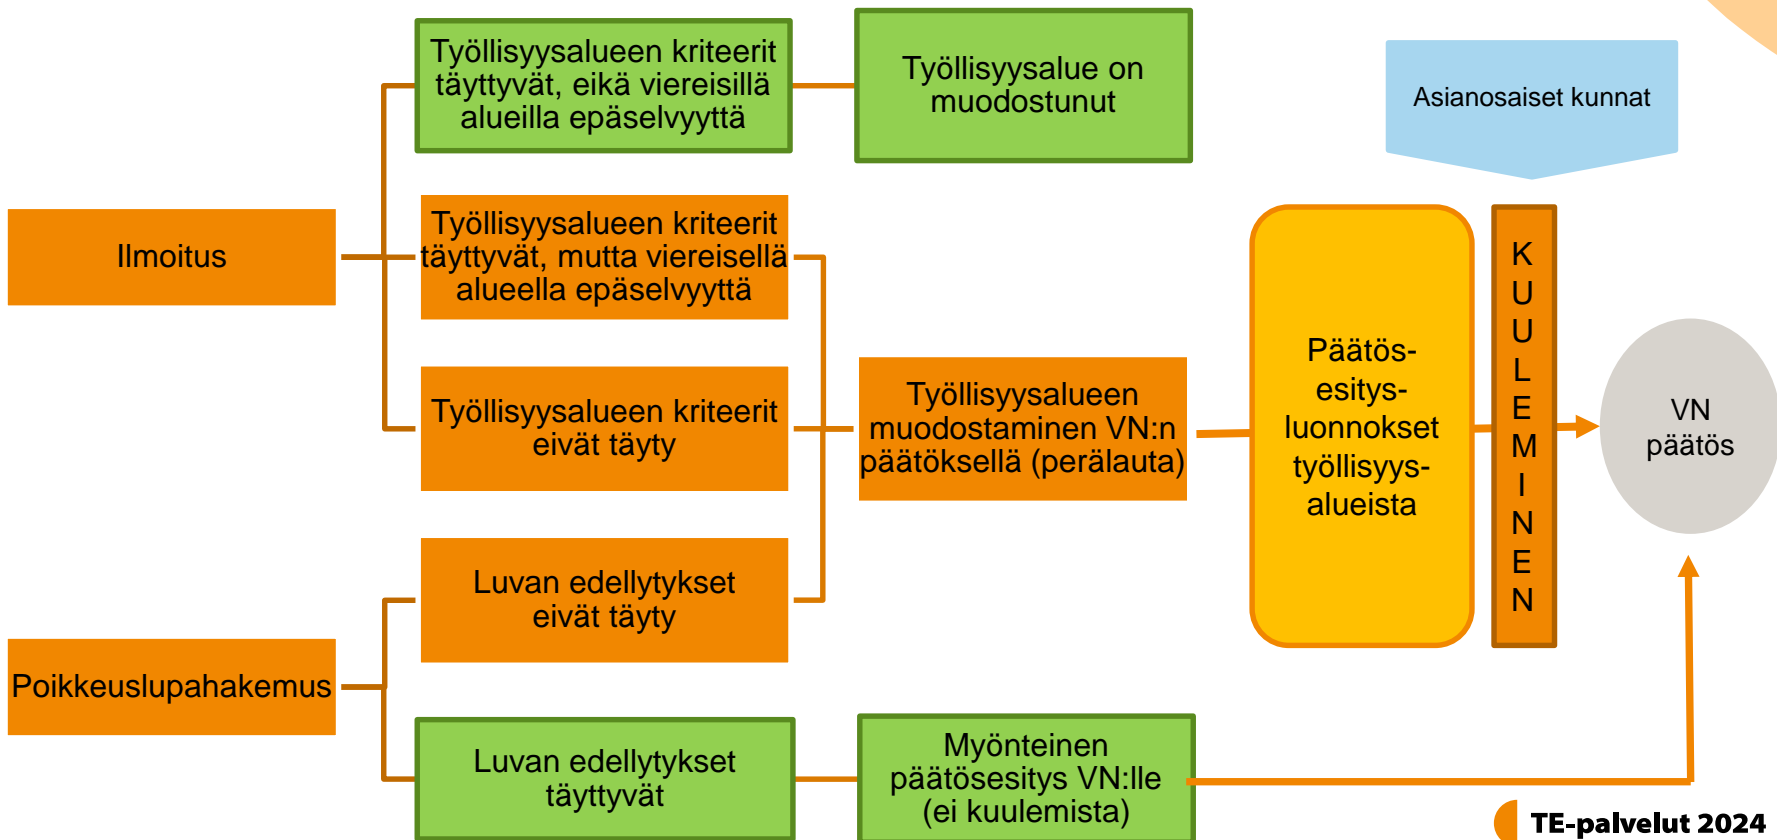 Työllisyysalueen kriteerit
täyttyvät, eikä viereisillä
alueilla epäselvyyttä
Työllisyysalue on
muodostunut
Asianosaiset kunnat
Ilmoitus
Työllisyysalueen kriteerit
täyttyvät, mutta viereisellä
alueella epäselvyyttä
Työllisyysalueen kriteerit
eivät täyty
Työllisyysalueen
muodostaminen VN:n
päätöksellä (perälauta)
Päätös-
esitys-
luonnokset
työllisyys-
alueista
K
U
U
L
E
M
I
N
E
N
VN
päätös
Luvan edellytykset
eivät täyty
Poikkeuslupahakemus
Luvan edellytykset
täyttyvät
Myönteinen
päätösesitys VN:lle
(ei kuulemista)
TE-palvelut 2024